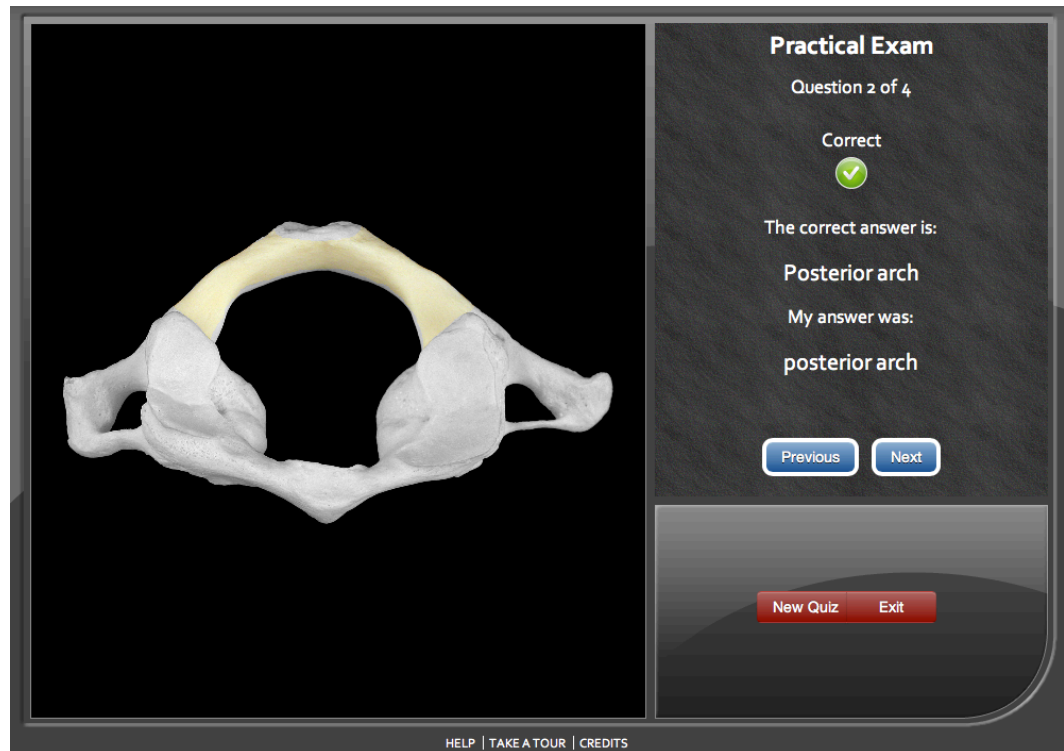 Practical Exam
Question 2 of 4
Correct
The correct answer is:
Posterior arch
My answer was:
posterior arch
Previous Next
New Quiz Exit
HELP | TAKE A TOUR | CREDITS